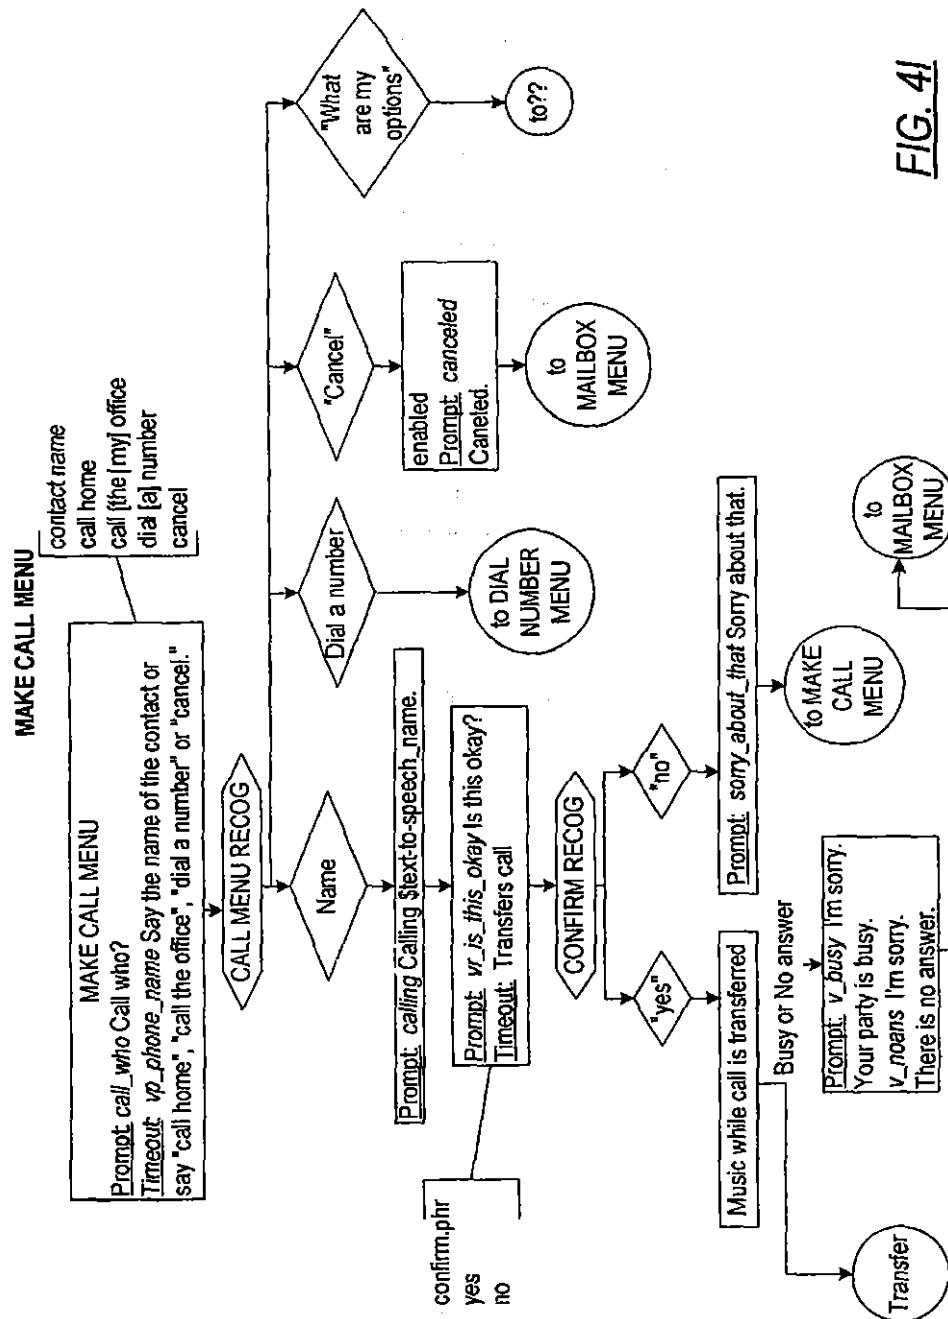 MAKE CALL MENU
MAKE CALL MENU
Prompt: call_who Call who?
Timeout: vp_phone_name Say the name of the contact or
say "call home", "call the office", "dial a number" or "cancel."
contact name
call home
call [the|my] office
dial [a] number
cancel
CALL MENU RECOG
Name
Dial a number
"Cancel"
"What
are my
options"
Prompt: calling Calling $text-to-speech_name.
to DIAL
NUMBER
MENU
enabled
Prompt: canceled
Caneled.
to
MAILBOX
MENU
to??
Prompt: vr_is_this_okay Is this okay?
Timeout: Transfers call
confirm.phr
yes
no
CONFIRM RECOG
"yes"
"no"
Music while call is transferred
Prompt: sorry_about_that Sorry about that.
Busy or No answer
to MAKE
CALL
MENU
Transfer
Prompt: v_busy I'm sorry.
Your party is busy.
v_noans I'm sorry.
There is no answer.
to
MAILBOX
MENU
FIG. 41